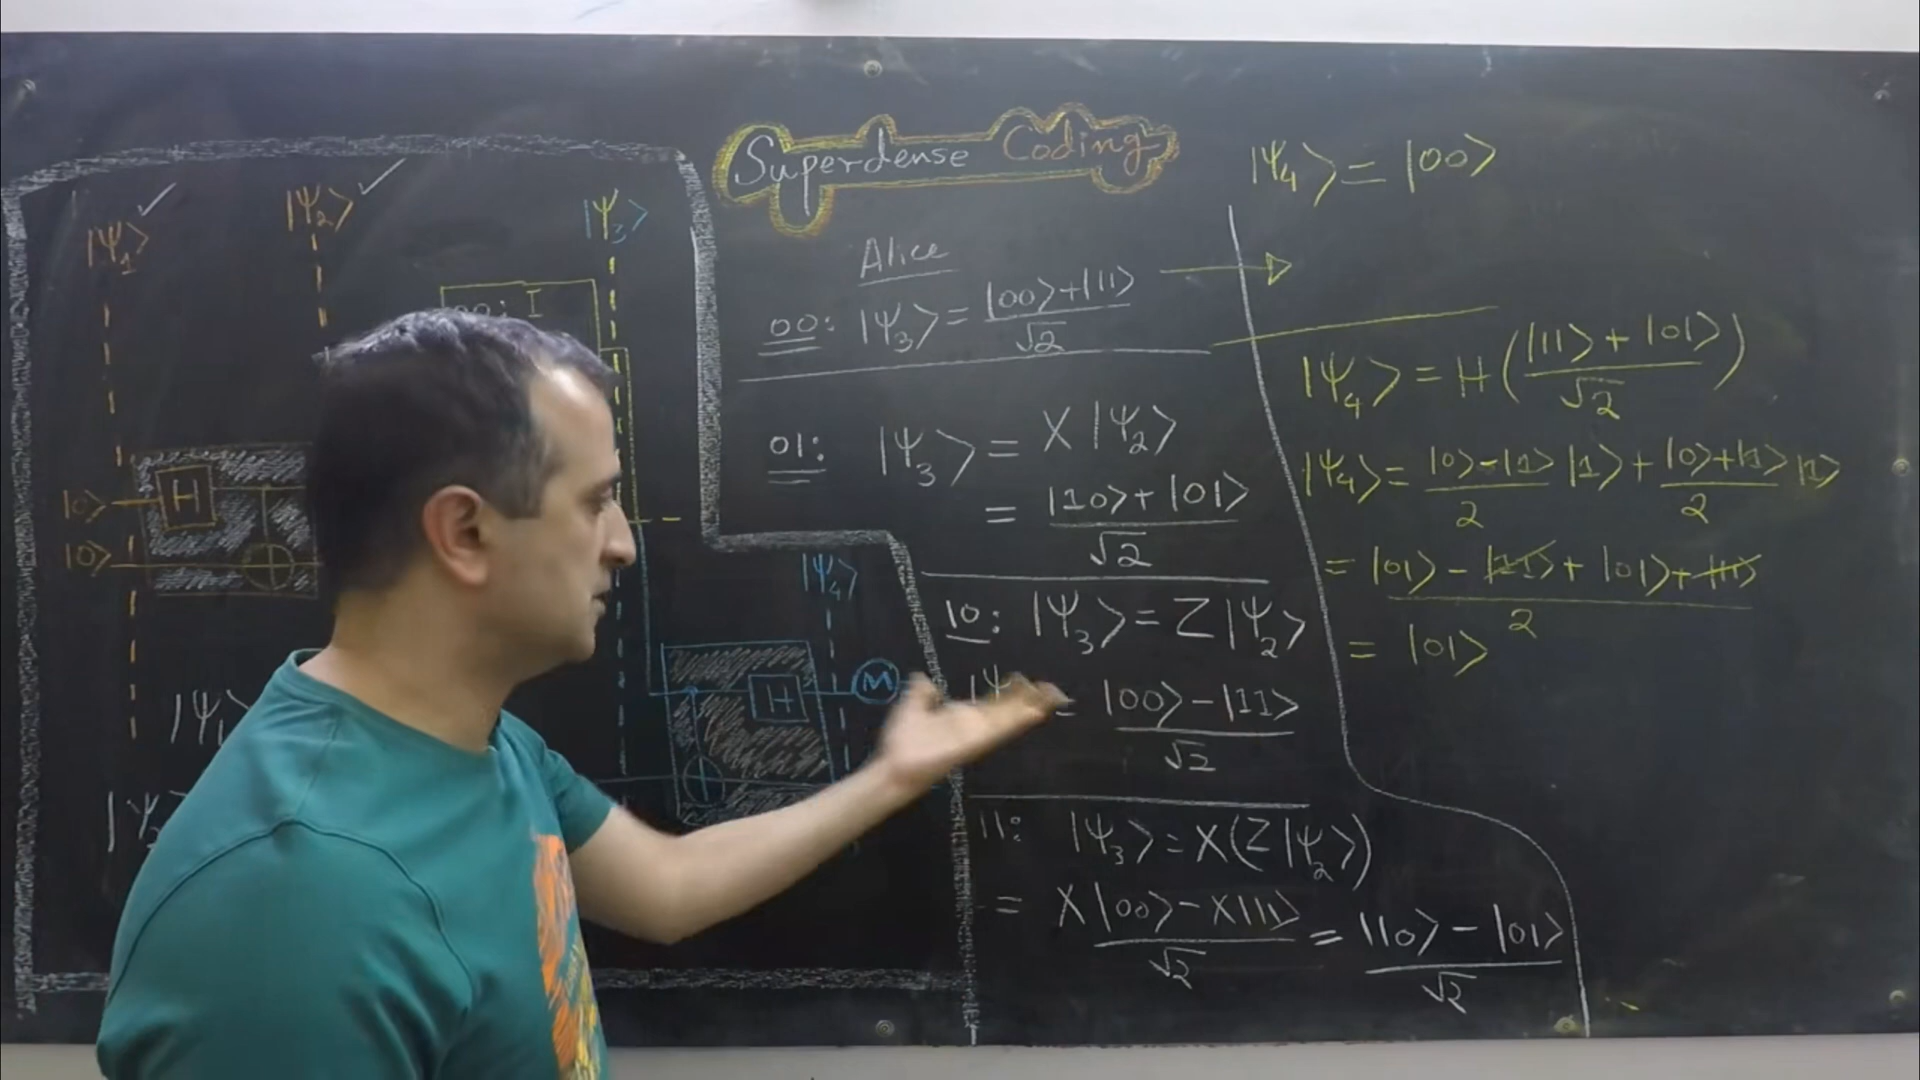 Superdense Coding
|ψ₁⟩
|ψ₂⟩
|ψ₃⟩
00: I
|0⟩ H
|0⟩
|ψ₁⟩
|ψ₄⟩
H M
Alice
00: |ψ₃⟩ = (|00⟩+|11⟩)/√2
01: |ψ₃⟩ = X|ψ₂⟩
= (|10⟩+|01⟩)/√2
10: |ψ₃⟩ = Z|ψ₂⟩
= (|00⟩-|11⟩)/√2
11: |ψ₃⟩ = X(Z|ψ₂⟩)
= (X|00⟩-X|11⟩)/√2 = (|10⟩-|01⟩)/√2
|ψ₄⟩ = |00⟩
|ψ₄⟩ = H((|11⟩+|01⟩)/√2)
|ψ₄⟩ = (|0⟩-|1⟩)/2 |1⟩ + (|0⟩+|1⟩)/2 |1⟩
= (|01⟩-|11⟩+|01⟩+|11⟩)/2
= |01⟩